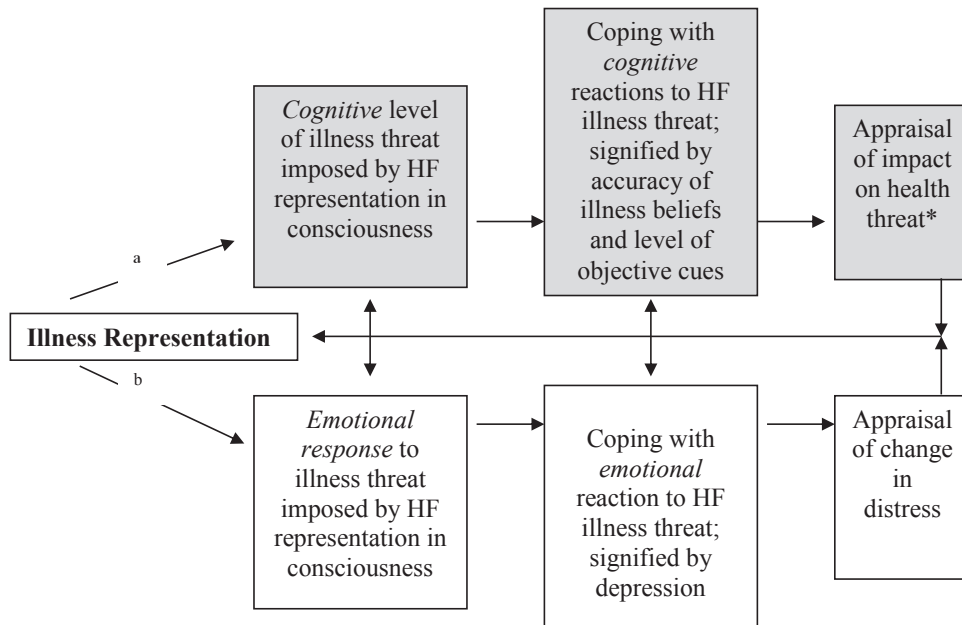 Cognitive level
of illness threat
imposed by HF
representation in
consciousness
Coping with
cognitive
reactions to HF
illness threat;
signified by
accuracy of
illness beliefs
and level of
objective cues
Appraisal
of impact
on health
threat*
a
Illness Representation
b
Emotional
response to
illness threat
imposed by HF
representation in
consciousness
Coping with
emotional
reaction to HF
illness threat;
signified by
depression
Appraisal
of change
in
distress